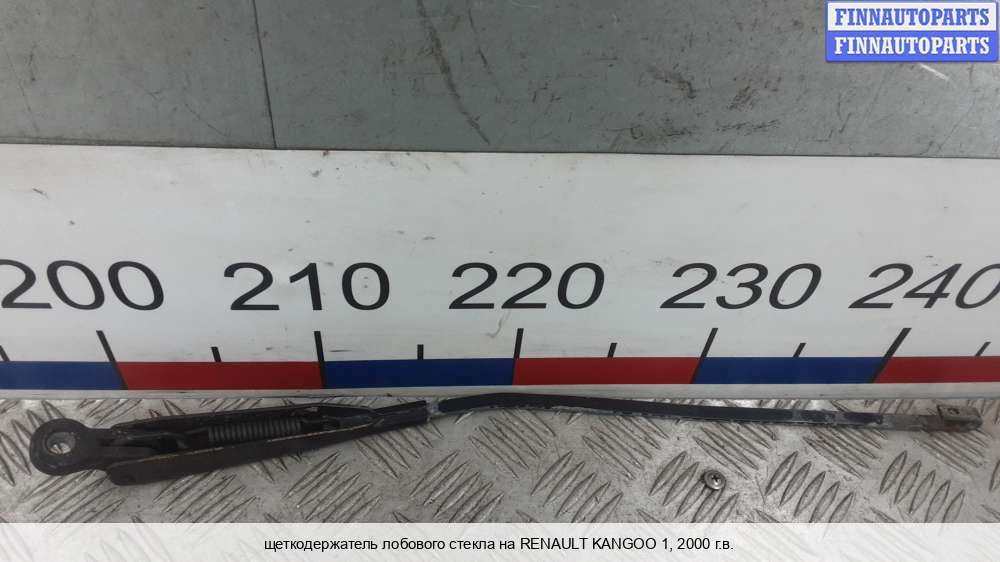 FINNAUTOPARTS
FINNAUTOPARTS
200 210 220 230 240
щеткодержатель лобового стекла на RENAULT KANGOO 1, 2000 г.в.